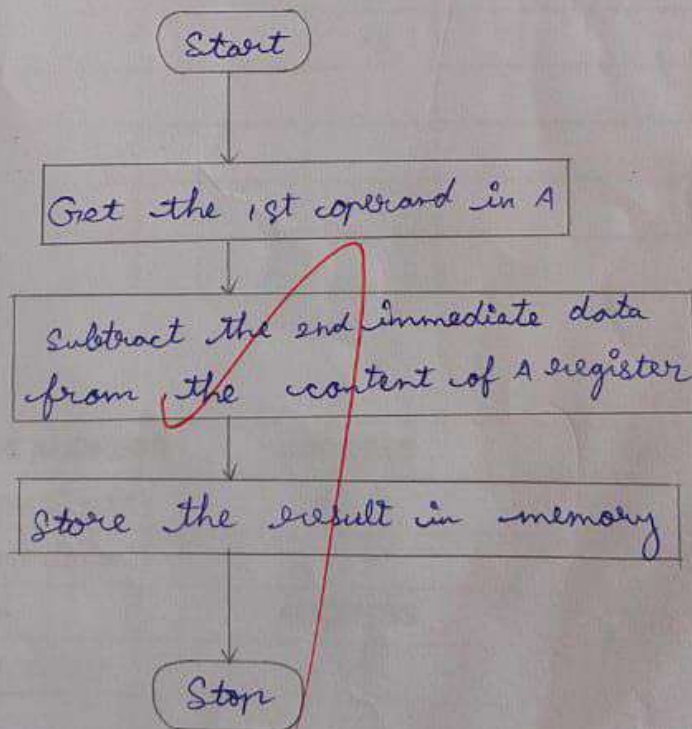 Start
Get the 1st operand in A
Subtract the 2nd immediate data
from the content of A register
Store the result in memory
Stop